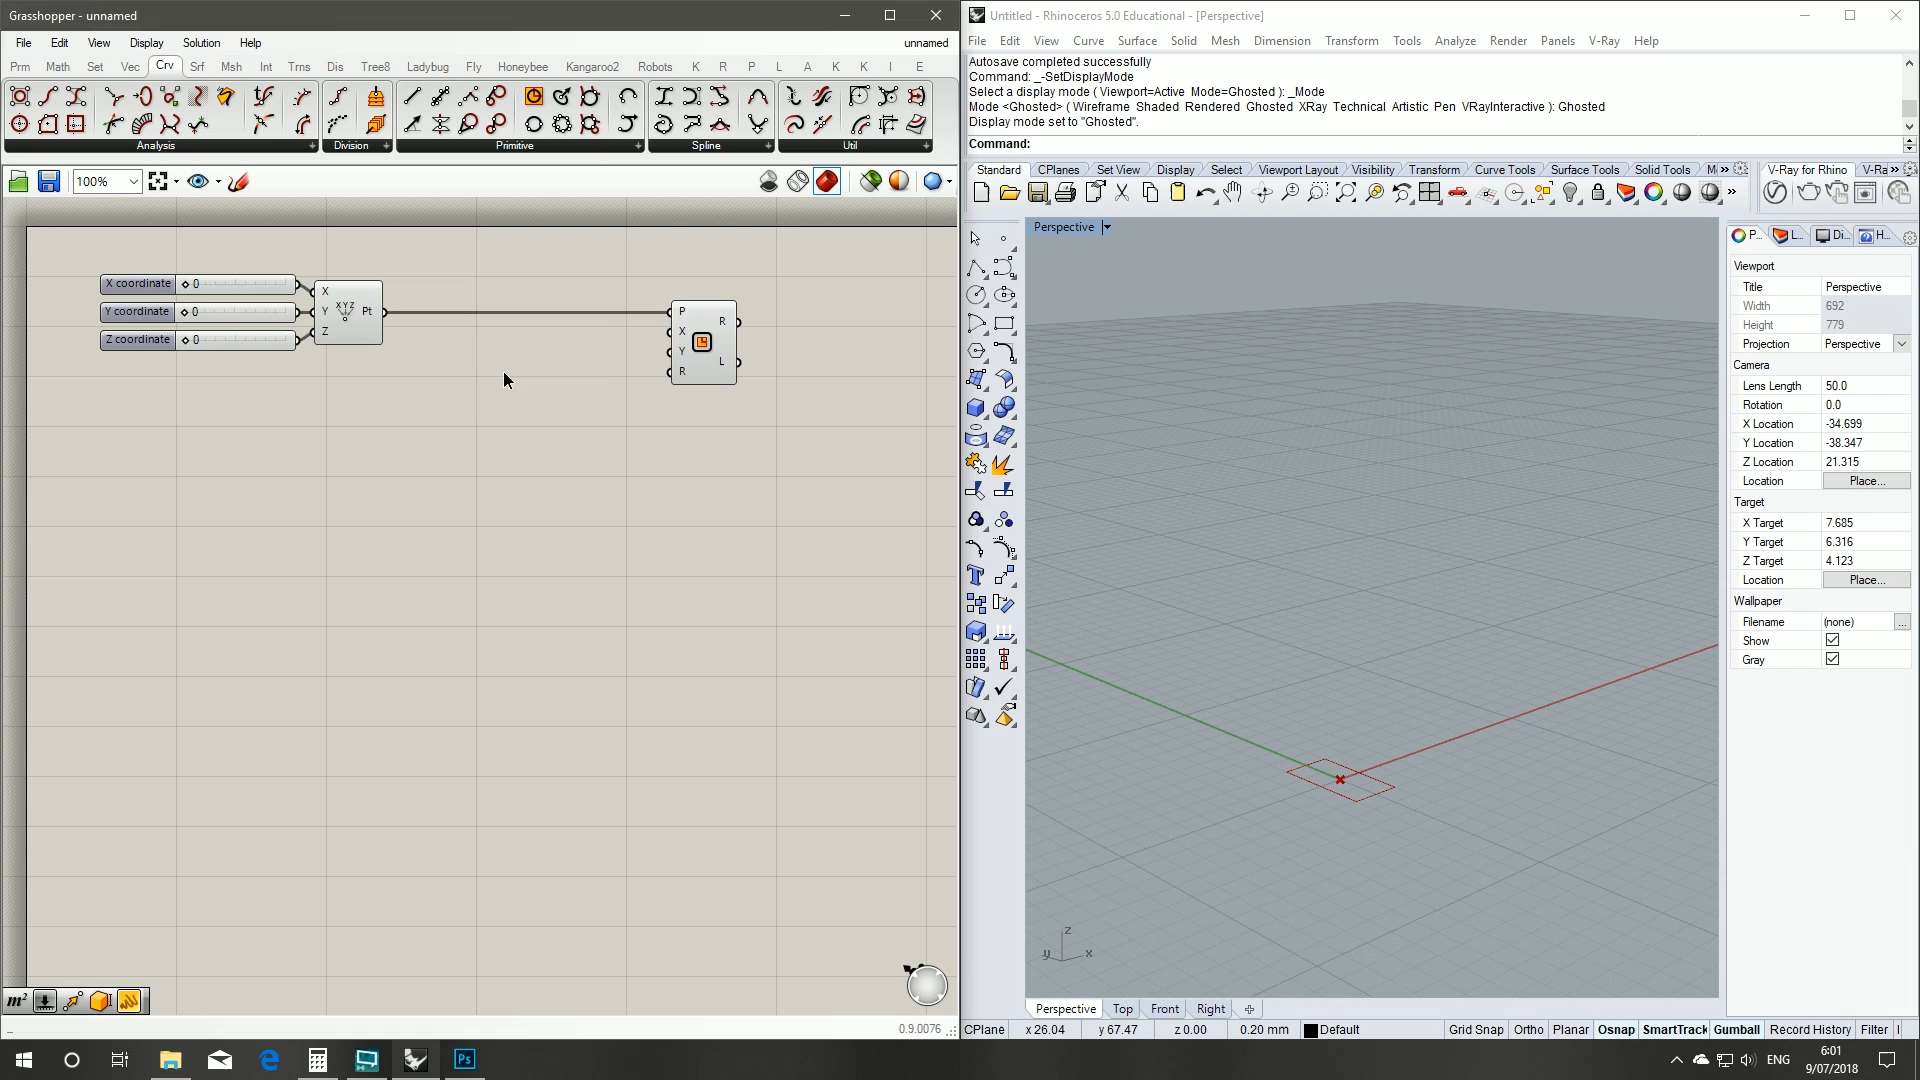 Grasshopper - unnamed
File Edit View Display Solution Help unnamed
Prm Math Set Vec Crv Srf Msh Int Trns Dis Tree8 Ladybug Fly Honeybee Kangaroo2 Robots K R P L A K K I E
Analysis Division Primitive Spline Util
100%
X coordinate 0
Y coordinate 0
Z coordinate 0
X
Y
Z
XYZ
Pt
P
X
Y
R
R
L
m²
0.9.0076
Untitled - Rhinoceros 5.0 Educational - [Perspective]
File Edit View Curve Surface Solid Mesh Dimension Transform Tools Analyze Render Panels V-Ray Help
Autosave completed successfully
Command: _-SetDisplayMode
Select a display mode ( Viewport=Active Mode=Ghosted ): _Mode
Mode <Ghosted> ( Wireframe Shaded Rendered Ghosted XRay Technical Artistic Pen VRayInteractive ): Ghosted
Display mode set to "Ghosted".
Command:
Standard CPlanes Set View Display Select Viewport Layout Visibility Transform Curve Tools Surface Tools Solid Tools M »
V-Ray for Rhino V-Ra »
Perspective
z
y x
P... L... Di... H...
Viewport
Title Perspective
Width 692
Height 779
Projection Perspective
Camera
Lens Length 50.0
Rotation 0.0
X Location -34.699
Y Location -38.347
Z Location 21.315
Location Place...
Target
X Target 7.685
Y Target 6.316
Z Target 4.123
Location Place...
Wallpaper
Filename (none) ...
Show
Gray
Perspective Top Front Right
CPlane x 26.04 y 67.47 z 0.00 0.20 mm Default Grid Snap Ortho Planar Osnap SmartTrack Gumball Record History Filter
Ps
ENG
6:01
9/07/2018